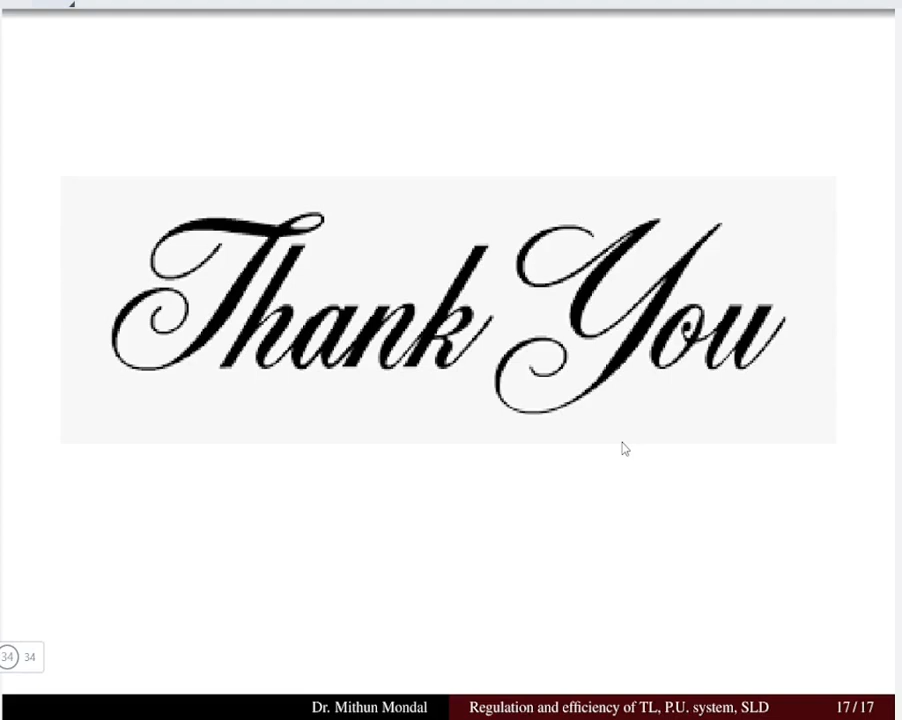 Thank You
34 34
Dr. Mithun Mondal Regulation and efficiency of TL, P.U. system, SLD 17/17